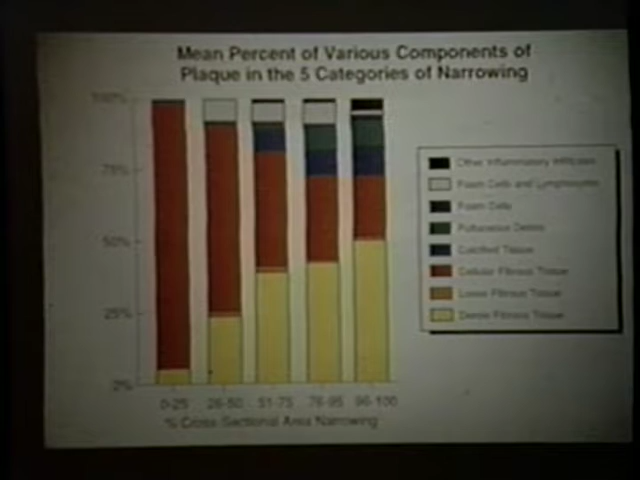 Mean Percent of Various Components of
Plaque in the 5 Categories of Narrowing
100%
75%
50%
25%
0%
0-25 26-50 51-75 76-95 96-100
% Cross Sectional Area Narrowing
Other Inflammatory Infiltrates
Foam Cells and Lymphocytes
Foam Cells
Pultaceous Debris
Calcified Tissue
Cellular Fibrous Tissue
Loose Fibrous Tissue
Dense Fibrous Tissue